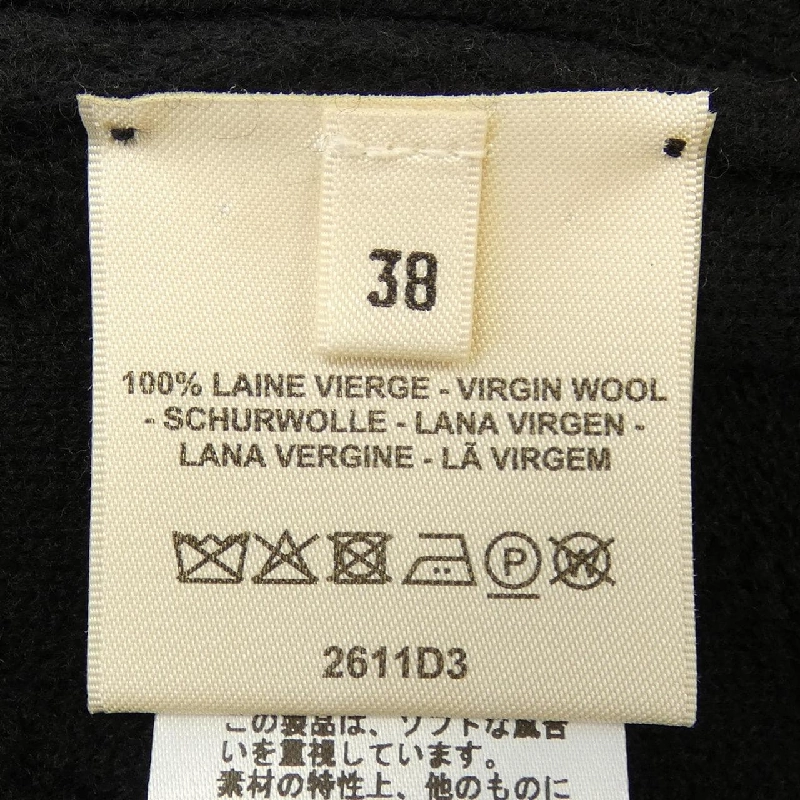 38
100% LAINE VIERGE - VIRGIN WOOL
- SCHURWOLLE - LANA VIRGEN -
LANA VERGINE - LÃ VIRGEM
P W
2611D3
この製品は、ソフトな風合
いを重視しています。
素材の特性上、他のものに